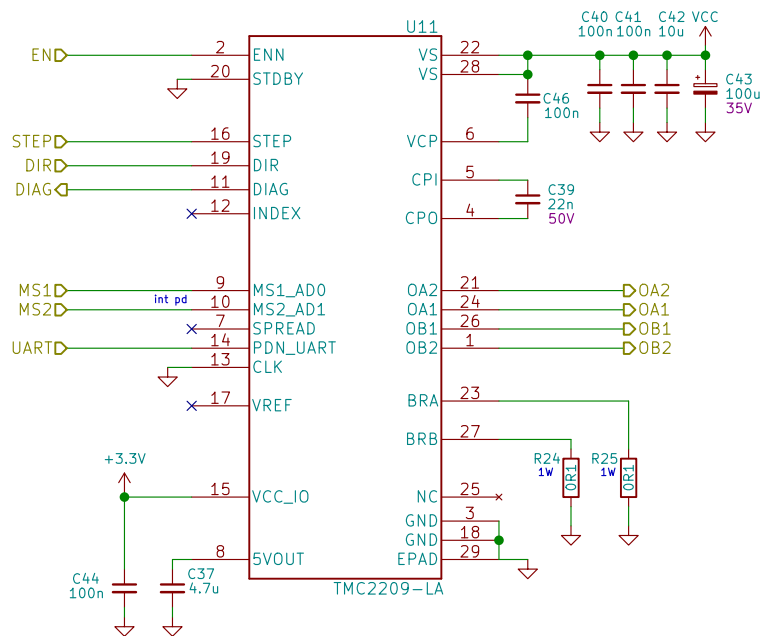 U11
C40 C41 C42 VCC
100n 100n 10u
EN 2 ENN VS 22
20 STDBY VS 28
+
C43
100u
35V
C46
100n
STEP 16 STEP VCP 6
DIR 19 DIR
DIAG 11 DIAG CPI 5
12 INDEX CPO 4
C39
22n
50V
MS1 9 MS1_AD0 OA2 21 OA2
int pd
MS2 10 MS2_AD1 OA1 24 OA1
7 SPREAD OB1 26 OB1
UART 14 PDN_UART OB2 1 OB2
13 CLK
17 VREF BRA 23
BRB 27
+3.3V
R24 R25
1W 0R1 1W 0R1
15 VCC_IO NC 25
GND 3
GND 18
8 5VOUT EPAD 29
C44
100n
C37
4.7u
TMC2209-LA